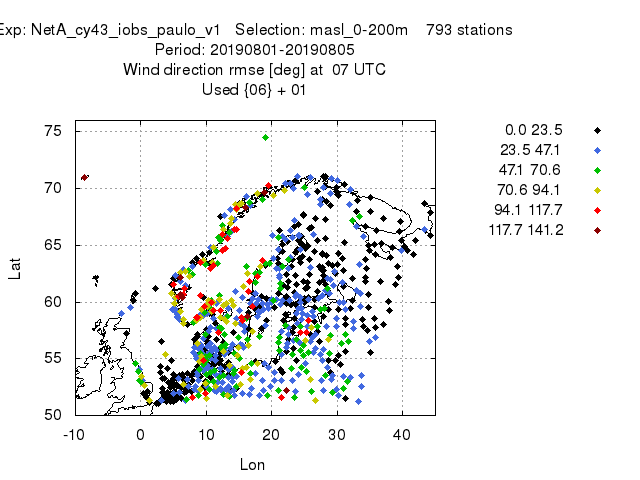 Exp: NetA_cy43_iobs_paulo_v1 Selection: masl_0-200m 793 stations
Period: 20190801-20190805
Wind direction rmse [deg] at 07 UTC
Used {06} + 01
75
70
65
60
55
50
Lat
-10 0 10 20 30 40
Lon
0.0 23.5
23.5 47.1
47.1 70.6
70.6 94.1
94.1 117.7
117.7 141.2